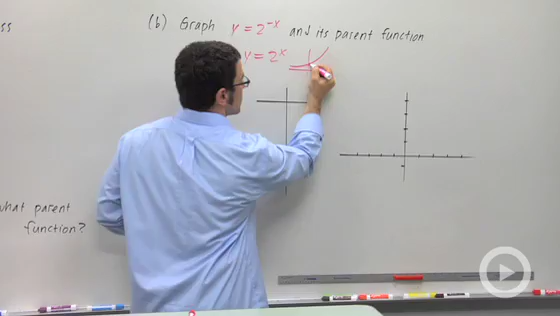 ss
(b) Graph y = 2^-x and its parent function
y = 2^x
what parent
function?